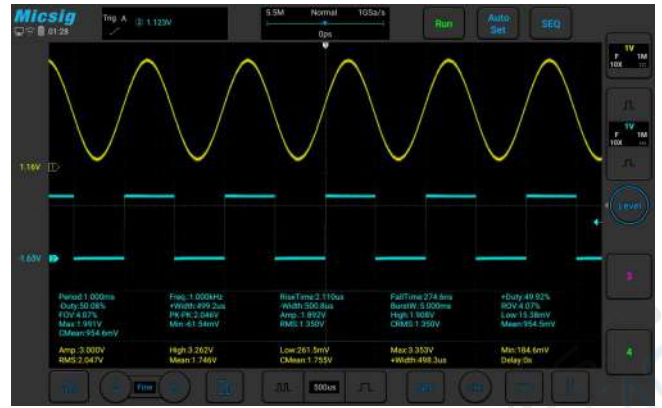 Micsig
01:28
Trig A 2 1.123V
5.5M Normal 1GSa/s
0ps
Run
Auto
Set
SEQ
1V
F 1M
10X
1V
F 1M
10X
Level
3
4
1.16V
-1.63V
Period:1.000ms Freq.:1.000kHz RiseTime:2.110us FallTime:274.6ns +Duty:49.92%
-Duty:50.08% +Width:499.2us -Width:500.8us BurstW:5.000ms ROV:4.07%
FOV:4.07% PK-PK:2.046V Amp.:1.892V High:1.908V Low:15.38mV
Max:1.991V Min:-61.54mV RMS:1.350V CRMS:1.350V Mean:954.5mV
CMean:954.6mV
Amp.:3.000V High:3.262V Low:261.5mV Max:3.353V Min:184.6mV
RMS:2.047V Mean:1.746V CMean:1.755V +Width:498.3us Delay:0s
Fine
500us